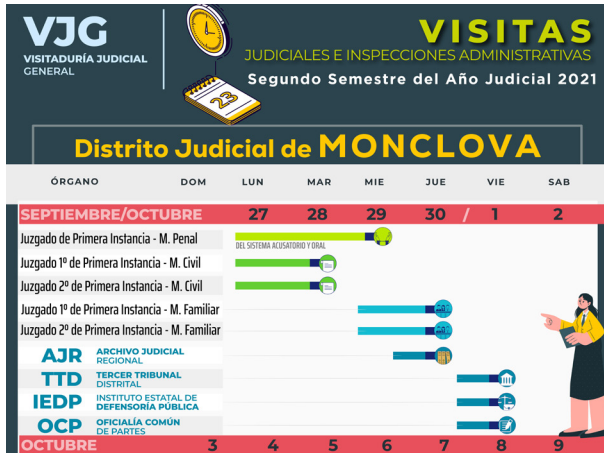 VJG
VISITADURÍA JUDICIAL
GENERAL
23
VISITAS
JUDICIALES E INSPECCIONES ADMINISTRATIVAS
Segundo Semestre del Año Judicial 2021
Distrito Judicial de MONCLOVA
ÓRGANO DOM LUN MAR MIE JUE VIE SAB
SEPTIEMBRE/OCTUBRE 27 28 29 30 / 1 2
Juzgado de Primera Instancia - M. Penal
DEL SISTEMA ACUSATORIO Y ORAL
Juzgado 1º de Primera Instancia - M. Civil
Juzgado 2º de Primera Instancia - M. Civil
Juzgado 1º de Primera Instancia - M. Familiar
Juzgado 2º de Primera Instancia - M. Familiar
AJR ARCHIVO JUDICIAL
REGIONAL
TTD TERCER TRIBUNAL
DISTRITAL
IEDP INSTITUTO ESTATAL DE
DEFENSORÍA PÚBLICA
OCP OFICIALÍA COMÚN
DE PARTES
OCTUBRE 3 4 5 6 7 8 9